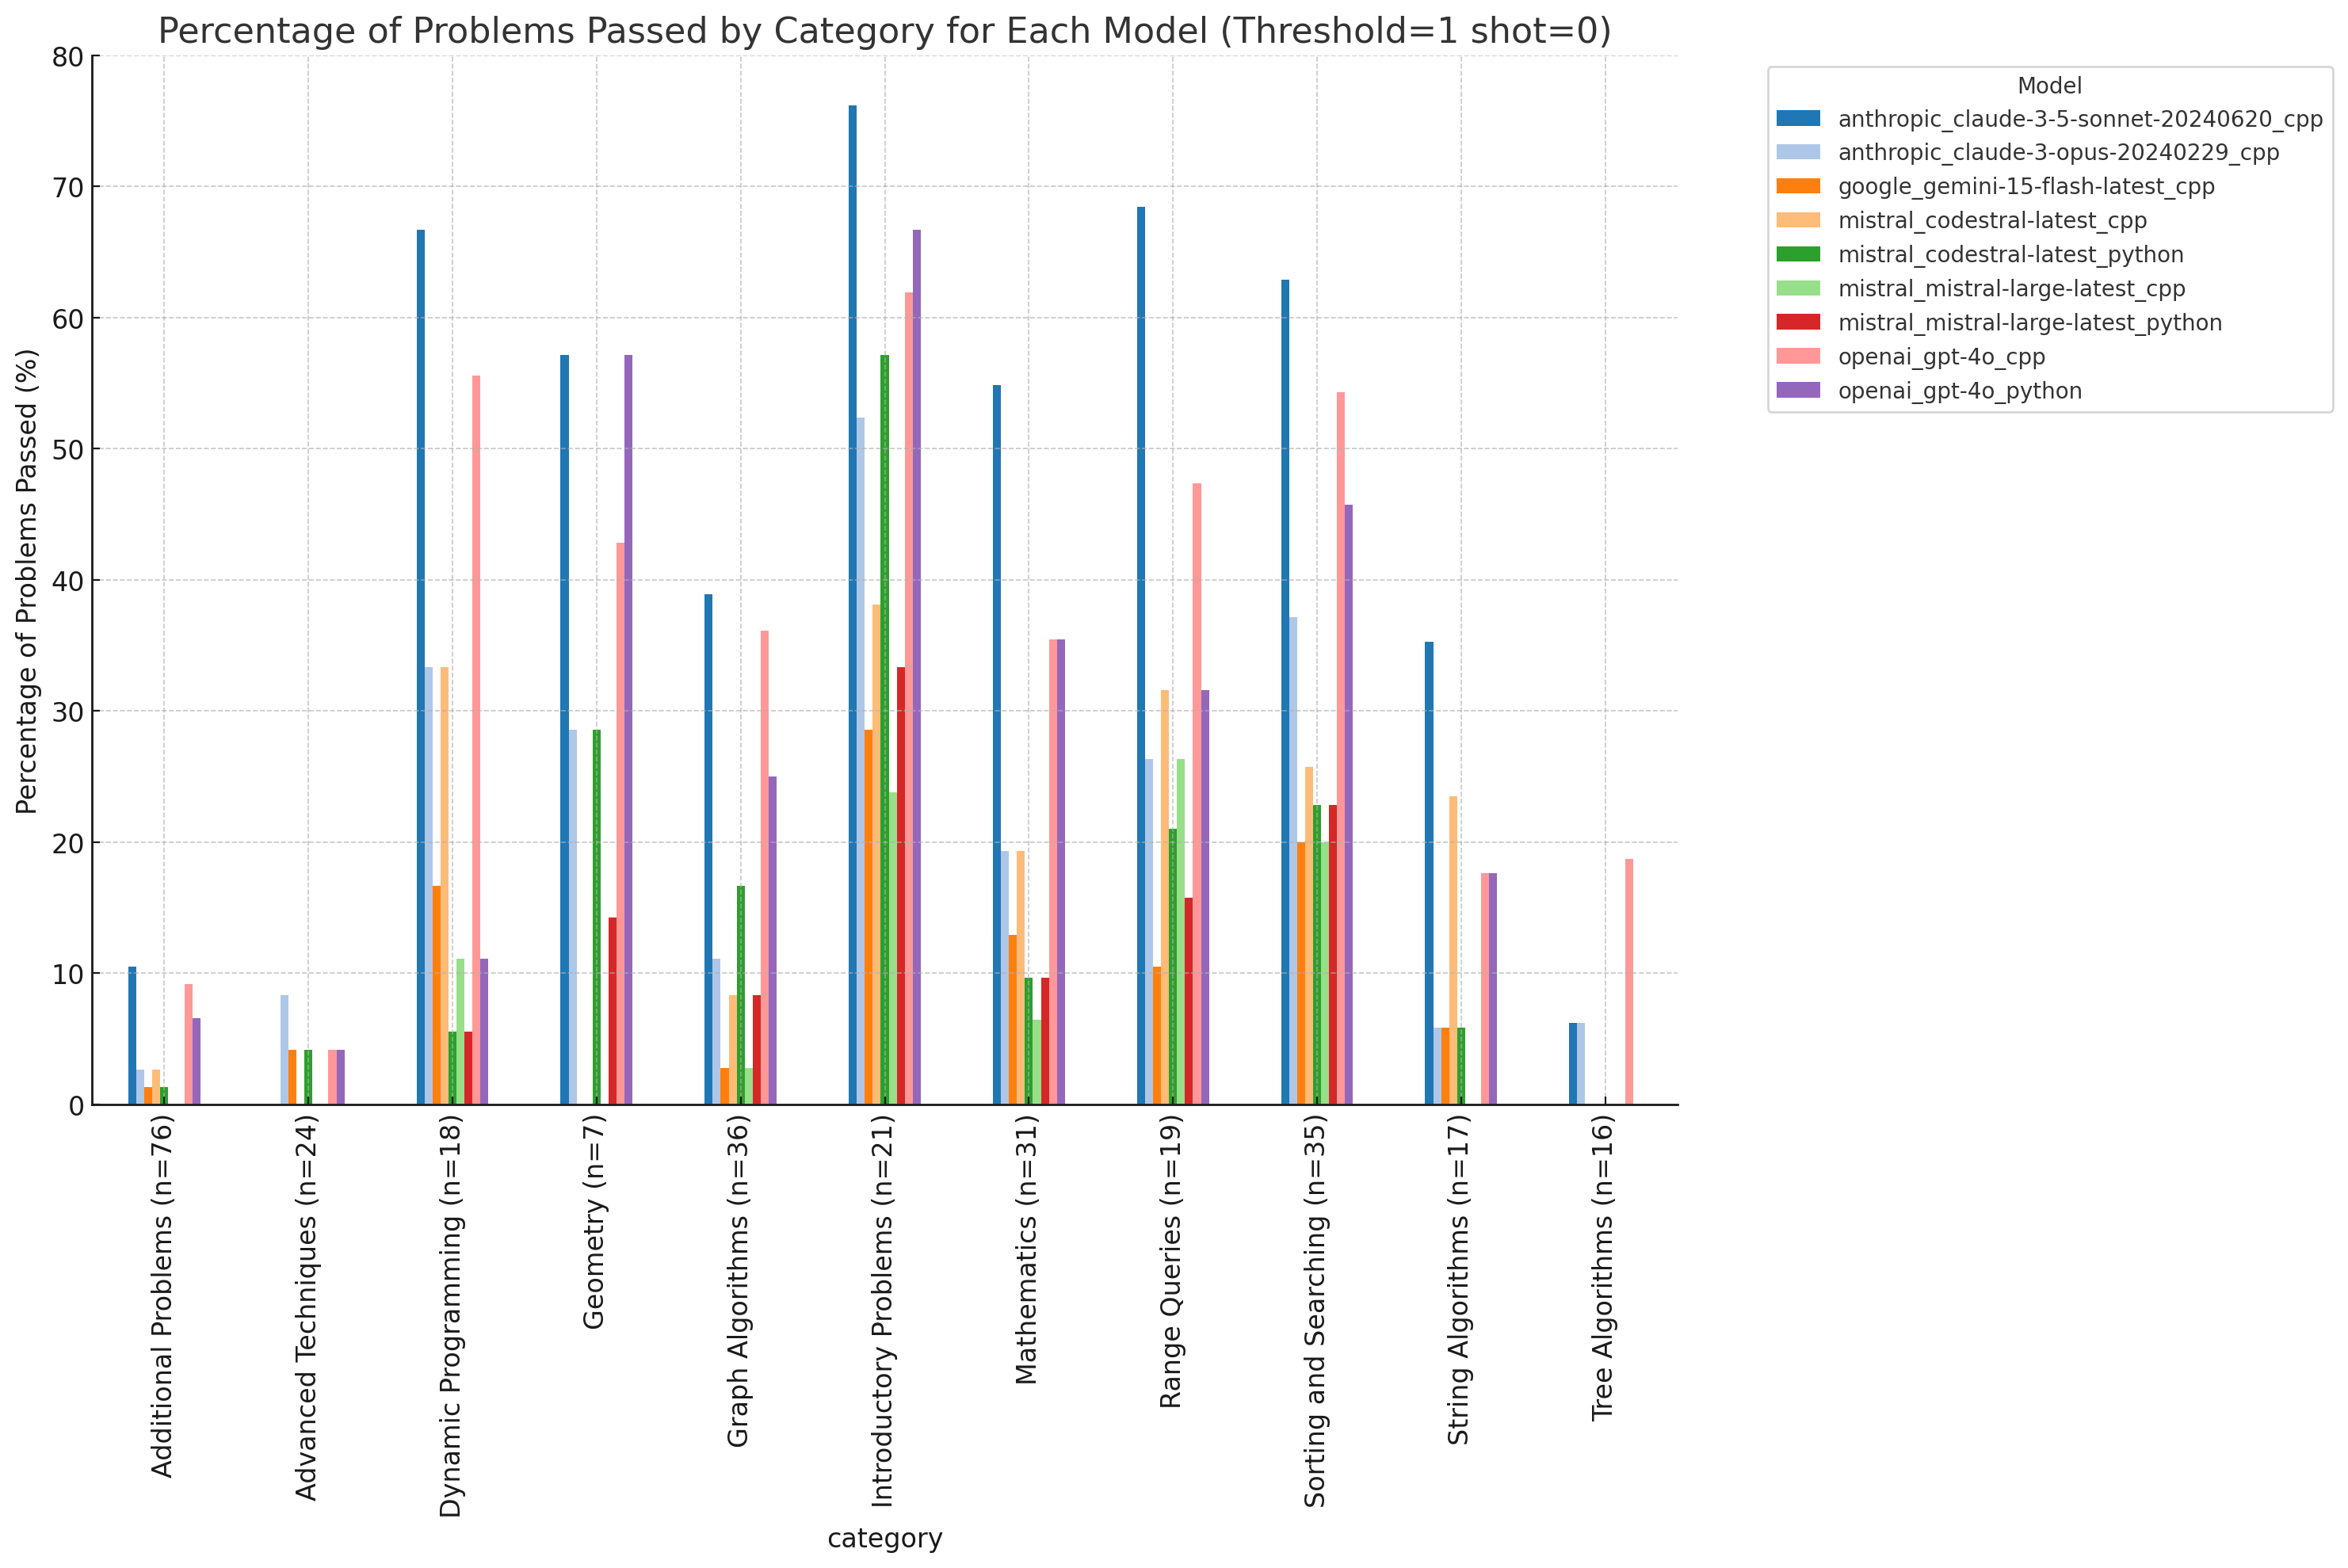 Percentage of Problems Passed by Category for Each Model (Threshold=1 shot=0)
Percentage of Problems Passed (%)
80
70
60
50
40
30
20
10
0
Additional Problems (n=76)
Advanced Techniques (n=24)
Dynamic Programming (n=18)
Geometry (n=7)
Graph Algorithms (n=36)
Introductory Problems (n=21)
Mathematics (n=31)
Range Queries (n=19)
Sorting and Searching (n=35)
String Algorithms (n=17)
Tree Algorithms (n=16)
category
Model
anthropic_claude-3-5-sonnet-20240620_cpp
anthropic_claude-3-opus-20240229_cpp
google_gemini-15-flash-latest_cpp
mistral_codestral-latest_cpp
mistral_codestral-latest_python
mistral_mistral-large-latest_cpp
mistral_mistral-large-latest_python
openai_gpt-4o_cpp
openai_gpt-4o_python